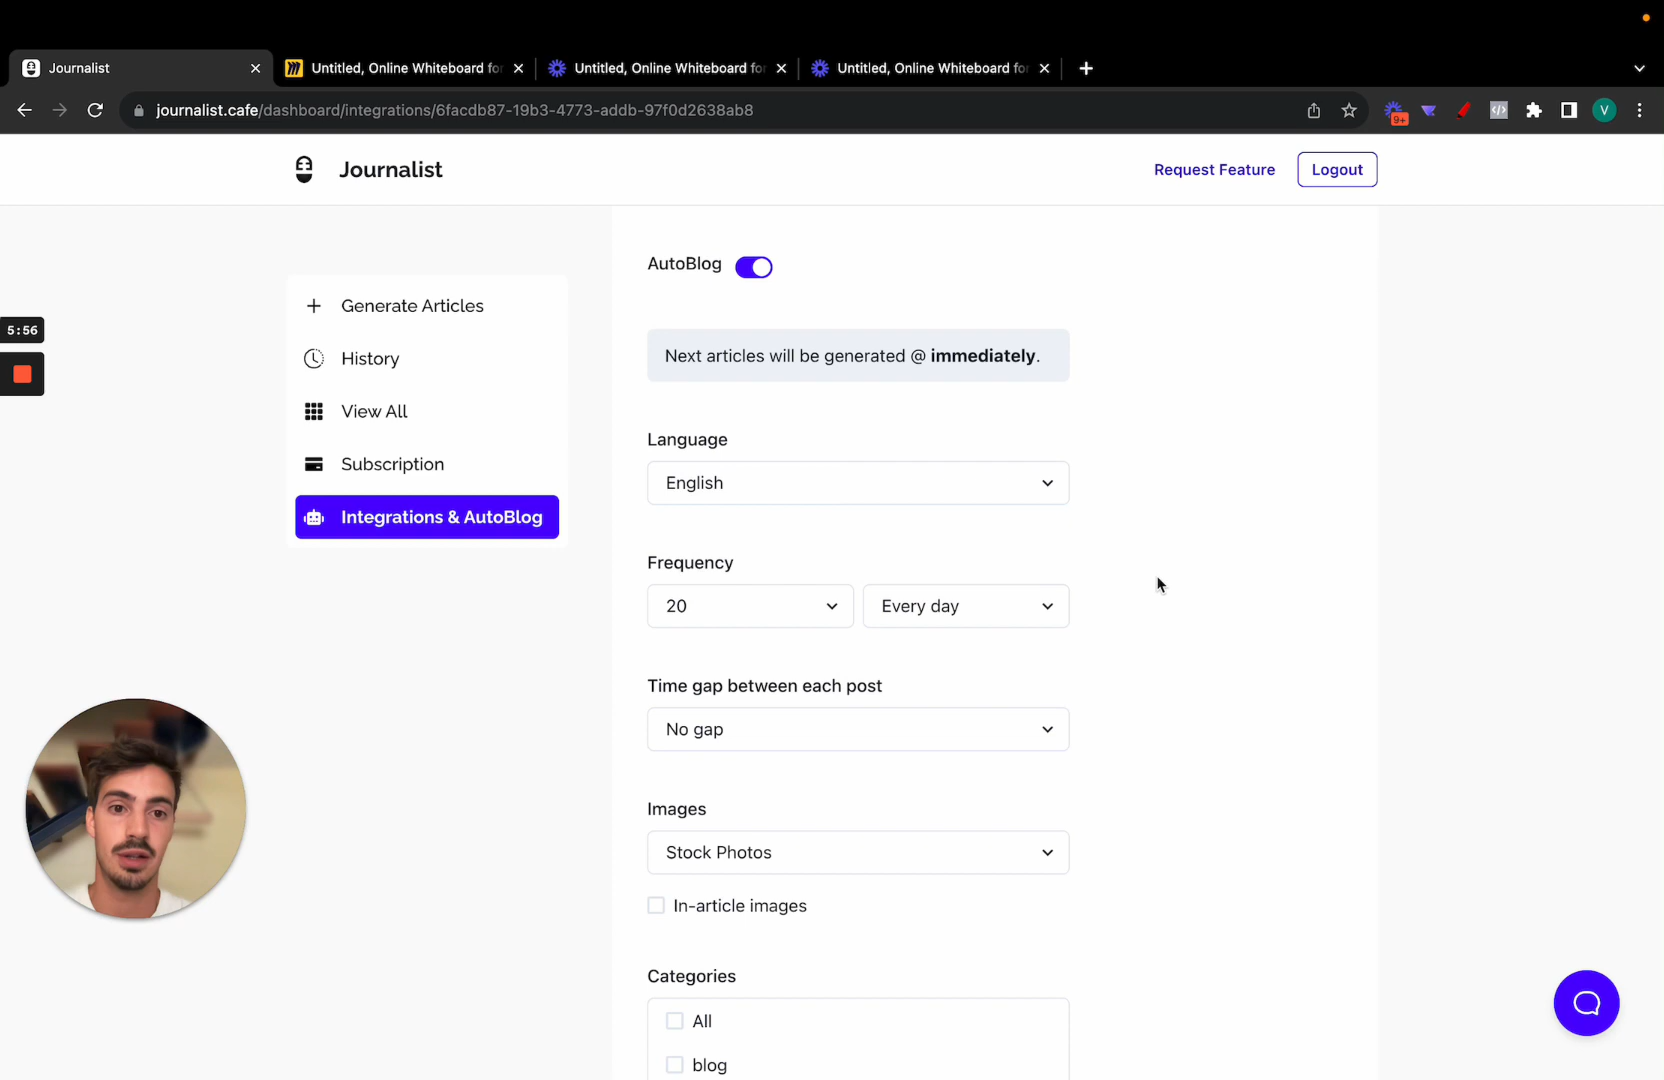 Journalist
Untitled, Online Whiteboard for
Untitled, Online Whiteboard for
Untitled, Online Whiteboard for
journalist.cafe/dashboard/integrations/6facdb87-19b3-4773-addb-97f0d2638ab8
9+
V
Journalist
Request Feature
Logout
5:56
Generate Articles
History
View All
Subscription
Integrations & AutoBlog
AutoBlog
Next articles will be generated @ immediately.
Language
English
Frequency
20
Every day
Time gap between each post
No gap
Images
Stock Photos
In-article images
Categories
All
blog